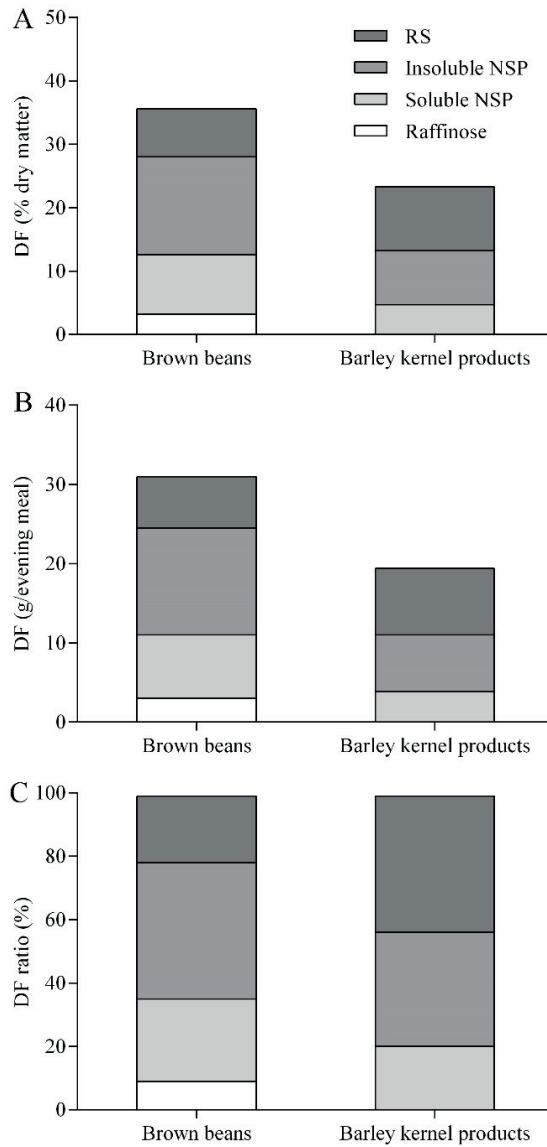 A
50
40
30
20
10
0
DF (% dry matter)
RS
Insoluble NSP
Soluble NSP
Raffinose
Brown beans Barley kernel products
B
40
30
20
10
0
DF (g/evening meal)
Brown beans Barley kernel products
C
100
80
60
40
20
0
DF ratio (%)
Brown beans Barley kernel products